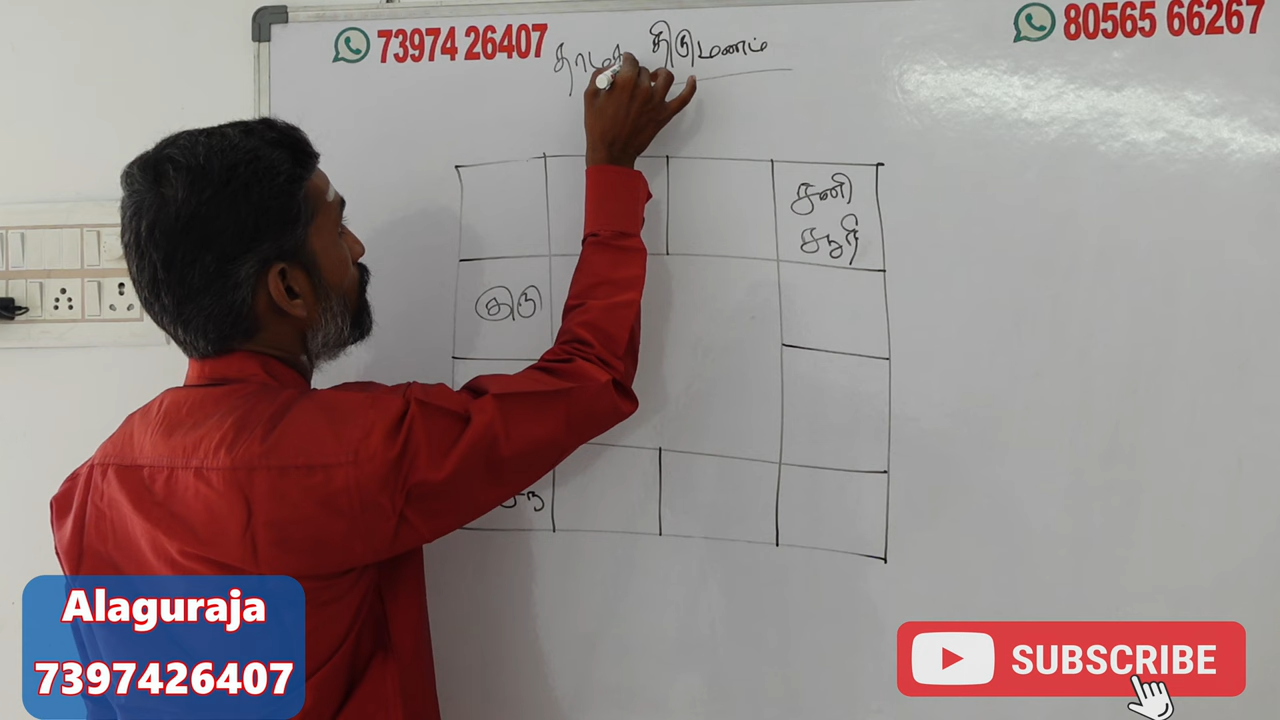 73974 26407
80565 66267
திருமணம்
சனி
சூரி
குரு
Alaguraja
7397426407
SUBSCRIBE